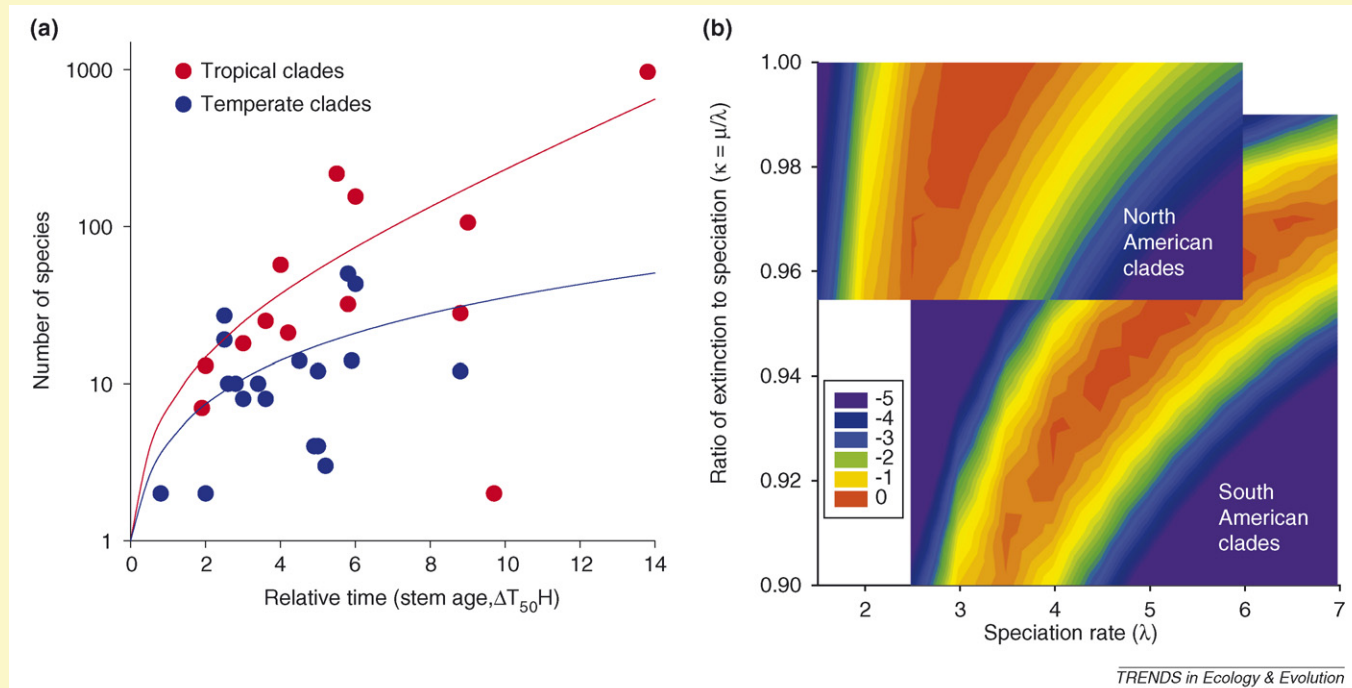 (a)
Tropical clades
Temperate clades
Number of species
1000
100
10
1
0
2
4
6
8
10
12
14
Relative time (stem age,ΔT50H)
(b)
Ratio of extinction to speciation (κ = μ/λ)
1.00
0.98
0.96
0.94
0.92
0.90
North
American
clades
-5
-4
-3
-2
-1
0
South
American
clades
2
3
4
5
6
7
Speciation rate (λ)
TRENDS in Ecology & Evolution